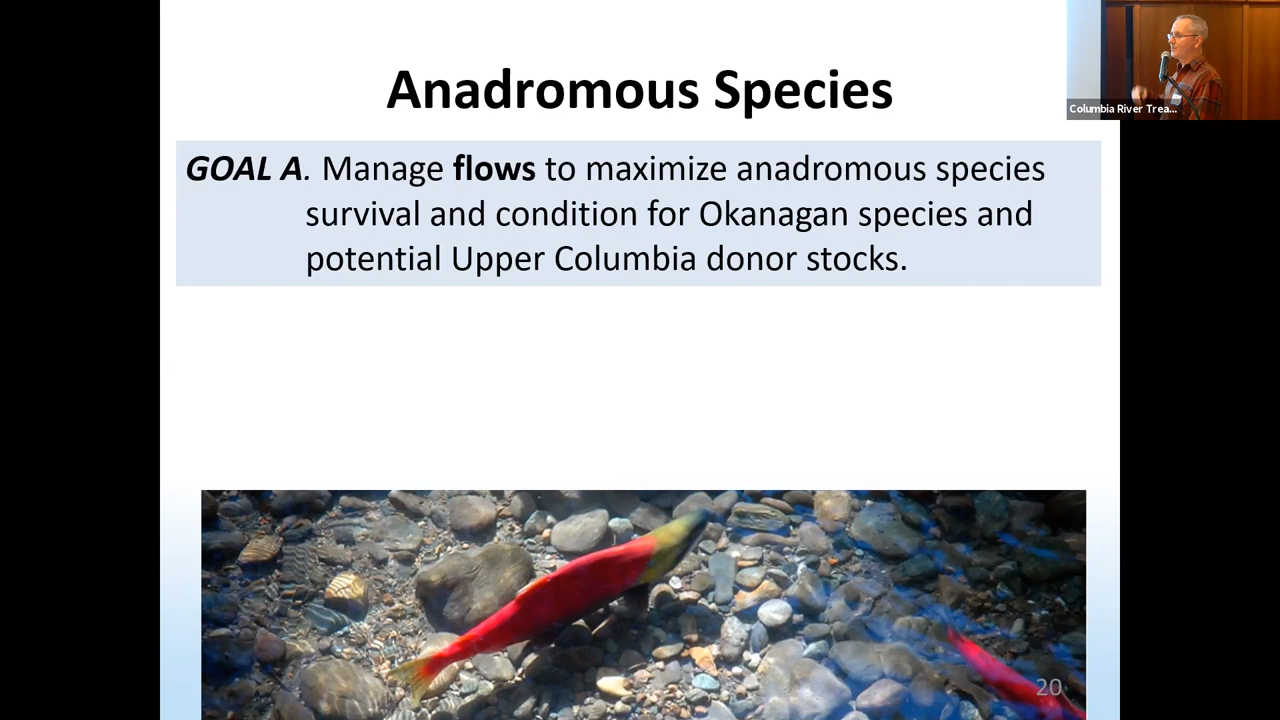 Anadromous Species
Columbia River Trea...
GOAL A. Manage flows to maximize anadromous species
survival and condition for Okanagan species and
potential Upper Columbia donor stocks.
20